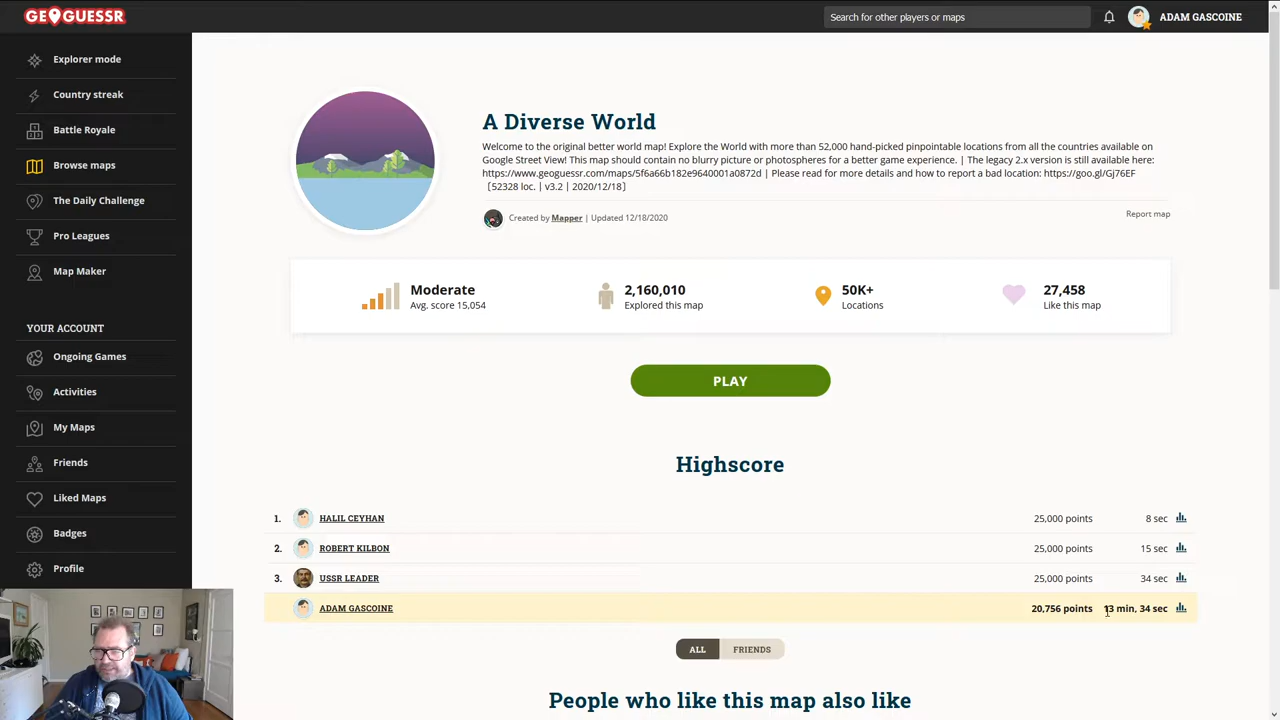 GEOGUESSR
Search for other players or maps
ADAM GASCOINE
Explorer mode
Country streak
Battle Royale
Browse maps
The Daily Challenge
Pro Leagues
Map Maker
YOUR ACCOUNT
Ongoing Games
Activities
My Maps
Friends
Liked Maps
Badges
Profile
A Diverse World
Welcome to the original better world map! Explore the World with more than 52,000 hand-picked pinpointable locations from all the countries available on
Google Street View! This map should contain no blurry picture or photospheres for a better game experience. | The legacy 2.x version is still available here:
https://www.geoguessr.com/maps/5f6a66b182e9640001a0872d | Please read for more details and how to report a bad location: https://goo.gl/Gj76EF
[52328 loc. | v3.2 | 2020/12/18]
Created by Mapper | Updated 12/18/2020
Report map
Moderate
Avg. score 15,054
2,160,010
Explored this map
50K+
Locations
27,458
Like this map
PLAY
Highscore
1. HALIL CEYHAN 25,000 points 8 sec
2. ROBERT KILBON 25,000 points 15 sec
3. USSR LEADER 25,000 points 34 sec
ADAM GASCOINE 20,756 points 13 min, 34 sec
ALL FRIENDS
People who like this map also like